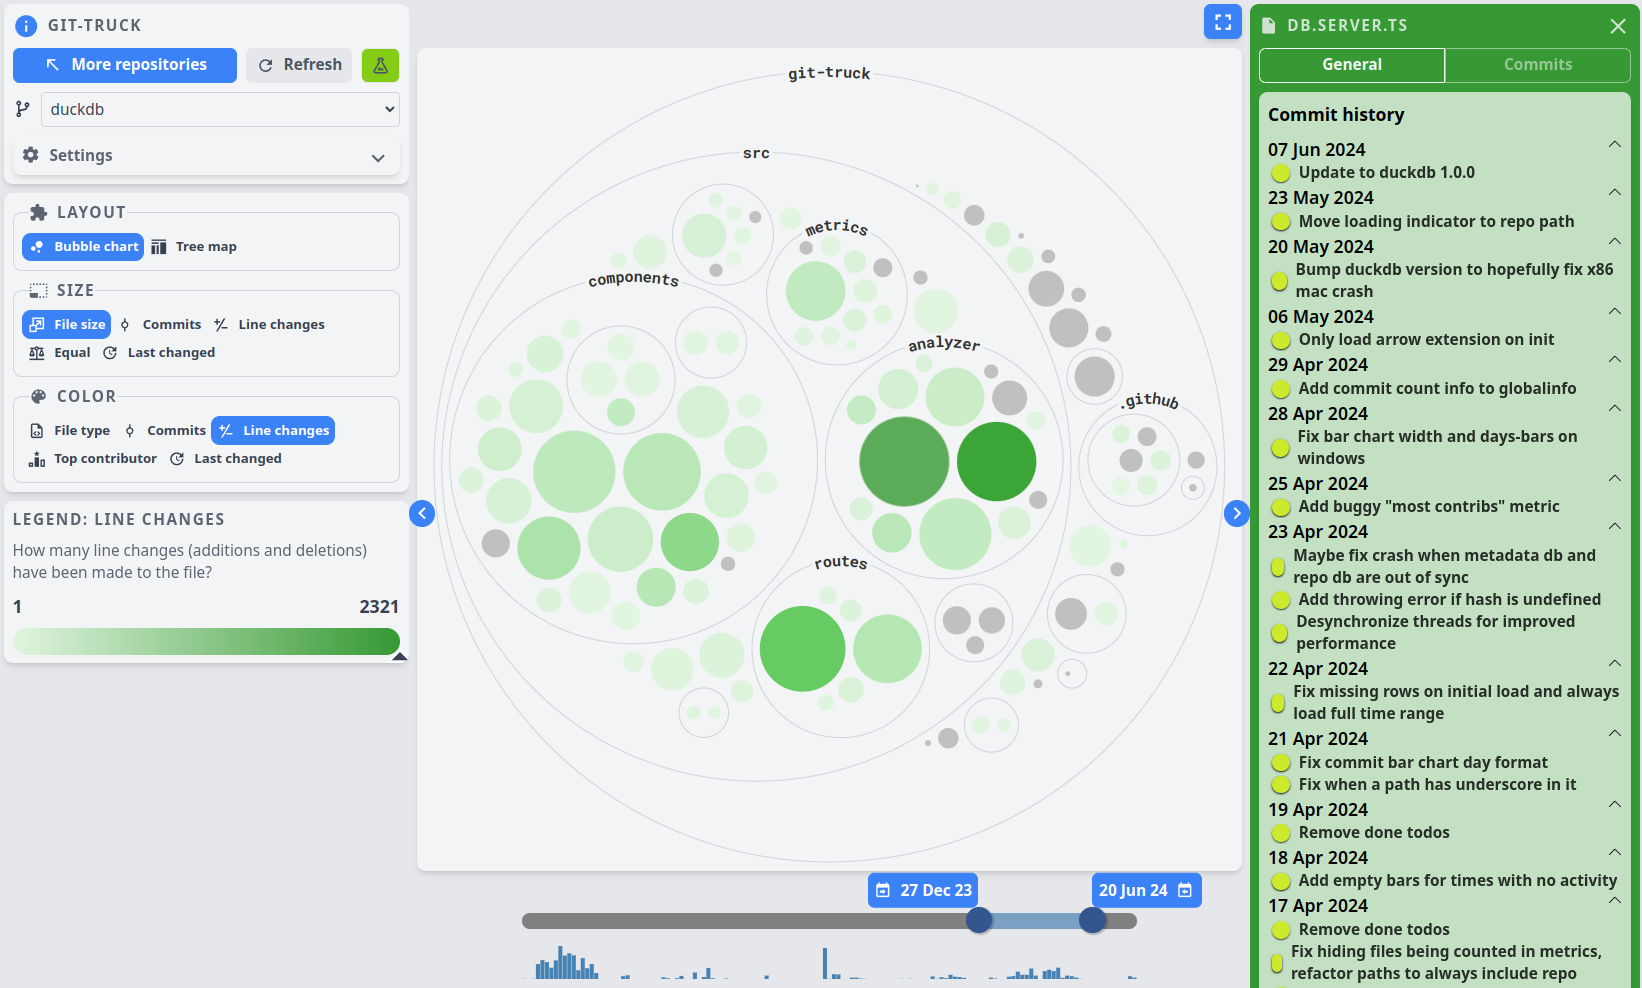 GIT-TRUCK
More repositories
Refresh
duckdb
Settings
LAYOUT
Bubble chart
Tree map
SIZE
File size
Commits
Line changes
Equal
Last changed
COLOR
File type
Commits
Line changes
Top contributor
Last changed
LEGEND: LINE CHANGES
How many line changes (additions and deletions)
have been made to the file?
1
2321
git-truck
src
metrics
components
analyzer
.github
routes
27 Dec 23
20 Jun 24
DB.SERVER.TS
General
Commits
Commit history
07 Jun 2024
Update to duckdb 1.0.0
23 May 2024
Move loading indicator to repo path
20 May 2024
Bump duckdb version to hopefully fix x86
mac crash
06 May 2024
Only load arrow extension on init
29 Apr 2024
Add commit count info to globalinfo
28 Apr 2024
Fix bar chart width and days-bars on
windows
25 Apr 2024
Add buggy "most contribs" metric
23 Apr 2024
Maybe fix crash when metadata db and
repo db are out of sync
Add throwing error if hash is undefined
Desynchronize threads for improved
performance
22 Apr 2024
Fix missing rows on initial load and always
load full time range
21 Apr 2024
Fix commit bar chart day format
Fix when a path has underscore in it
19 Apr 2024
Remove done todos
18 Apr 2024
Add empty bars for times with no activity
17 Apr 2024
Remove done todos
Fix hiding files being counted in metrics,
refactor paths to always include repo